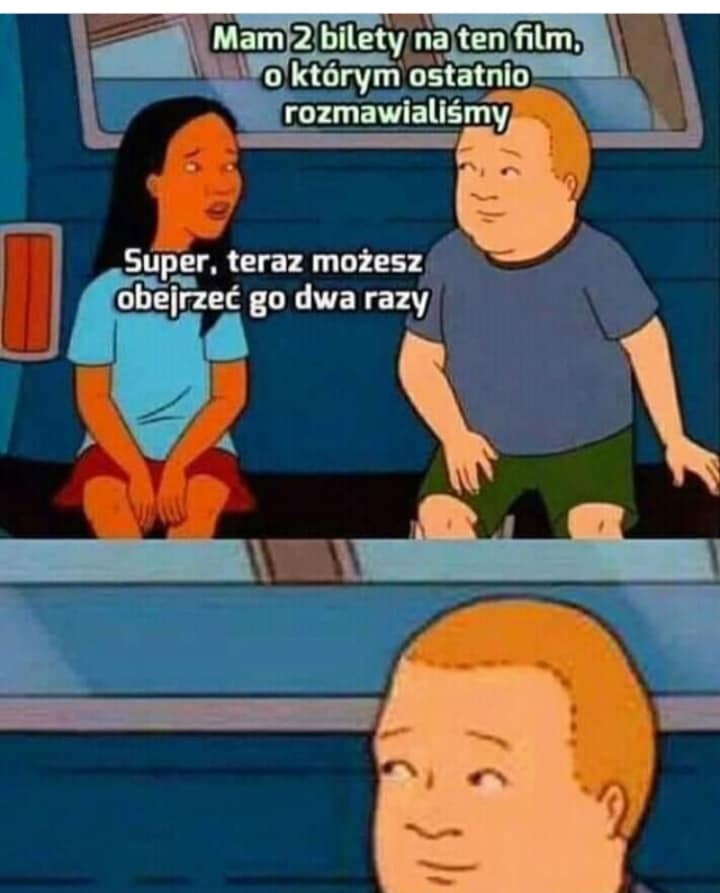 Mam 2 bilety na ten film,
o którym ostatnio
rozmawialiśmy
Super, teraz możesz
obejrzeć go dwa razy